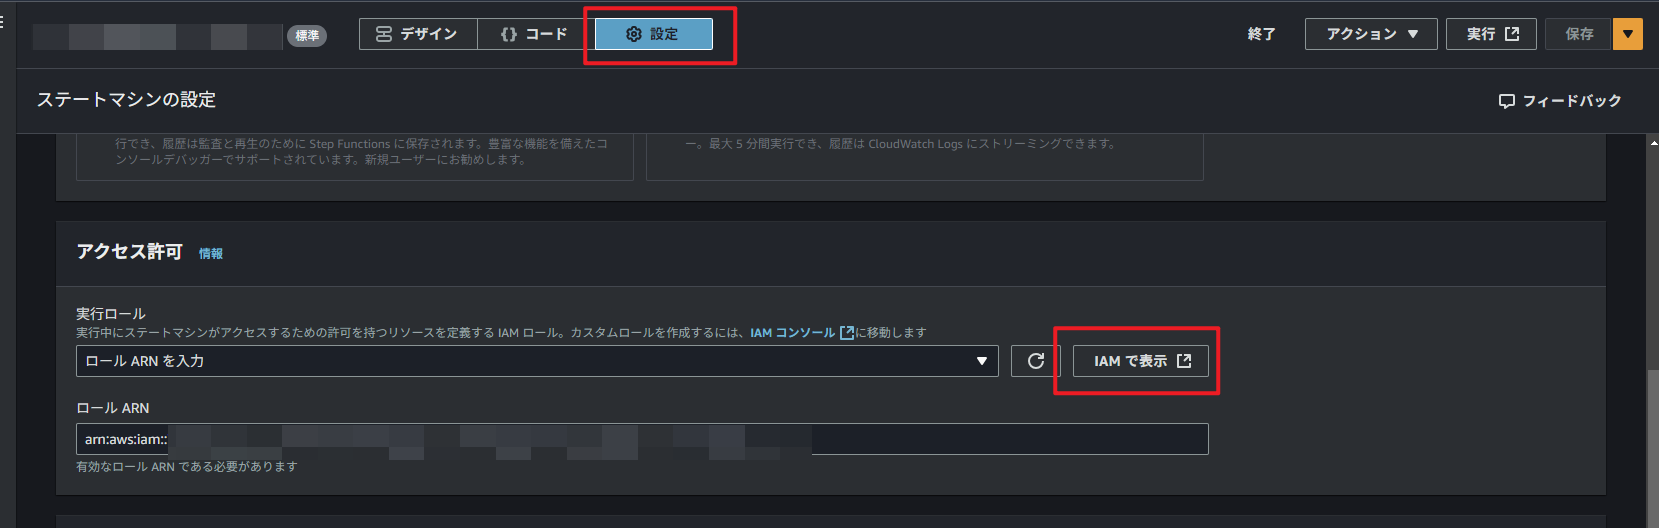 標準
デザイン
コード
設定
終了
アクション
実行
保存
ステートマシンの設定
フィードバック
行でき、履歴は監査と再生のために Step Functions に保存されます。豊富な機能を備えたコ
ンソールデバッガーでサポートされています。新規ユーザーにお勧めします。
ー。最大 5 分間実行でき、履歴は CloudWatch Logs にストリーミングできます。
アクセス許可 情報
実行ロール
実行中にステートマシンがアクセスするための許可を持つリソースを定義する IAM ロール。カスタムロールを作成するには、IAM コンソール に移動します
ロール ARN を入力
IAM で表示
ロール ARN
arn:aws:iam::
有効なロール ARN である必要があります